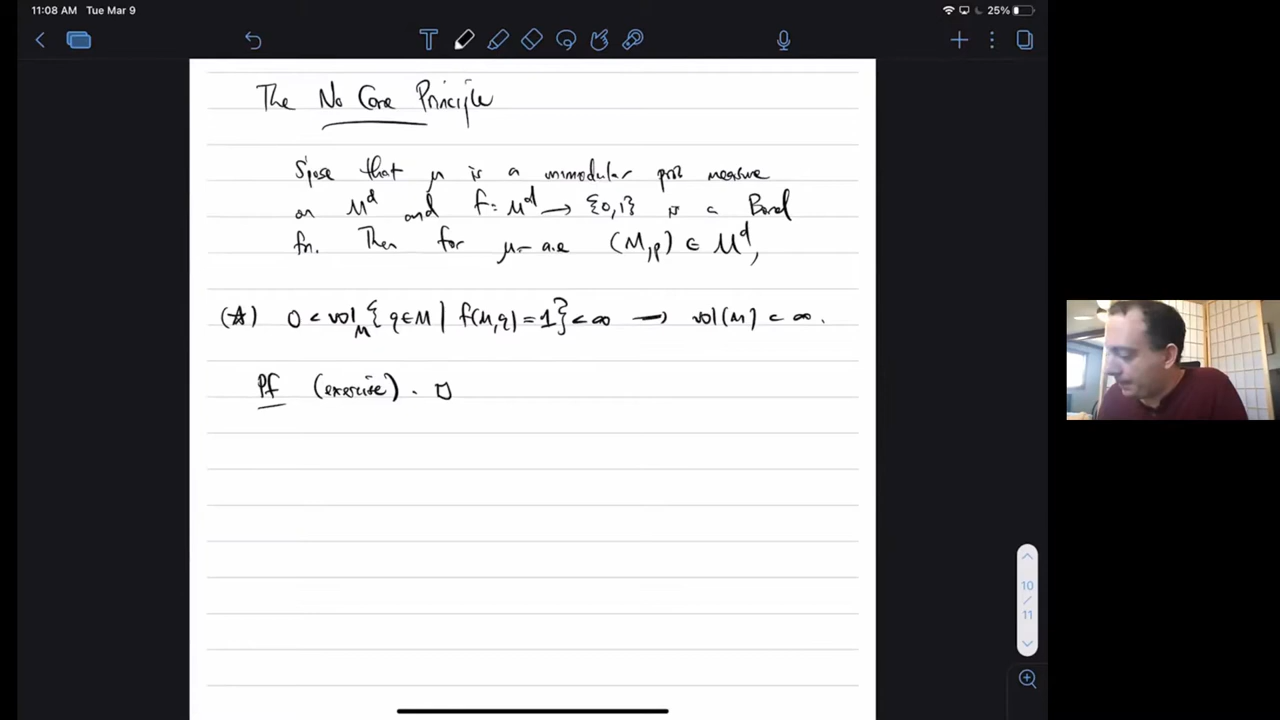 11:08 AM Tue Mar 9
25%
The No Core Principle
Spose that μ is a unimodular prob measure
on M^d and f: M^d → {0,1} is a Borel
fn. Then for μ-a.e (M,p) ∈ M^d,
(☆) 0 < vol_M {q∈M | f(M,q) = 1} < ∞ → vol(M) < ∞.
Pf (exercise). □
10
/
11